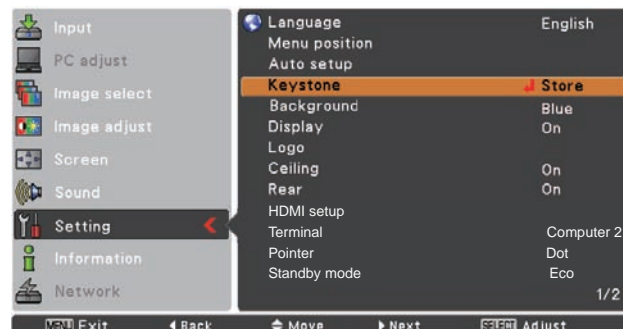 Input
PC adjust
Image select
Image adjust
Screen
Sound
Setting
Information
Network
Language English
Menu position
Auto setup
Keystone Store
Background Blue
Display On
Logo
Ceiling On
Rear On
HDMI setup
Terminal Computer 2
Pointer Dot
Standby mode Eco
1/2
MENU Exit Back Move Next SELECT Adjust